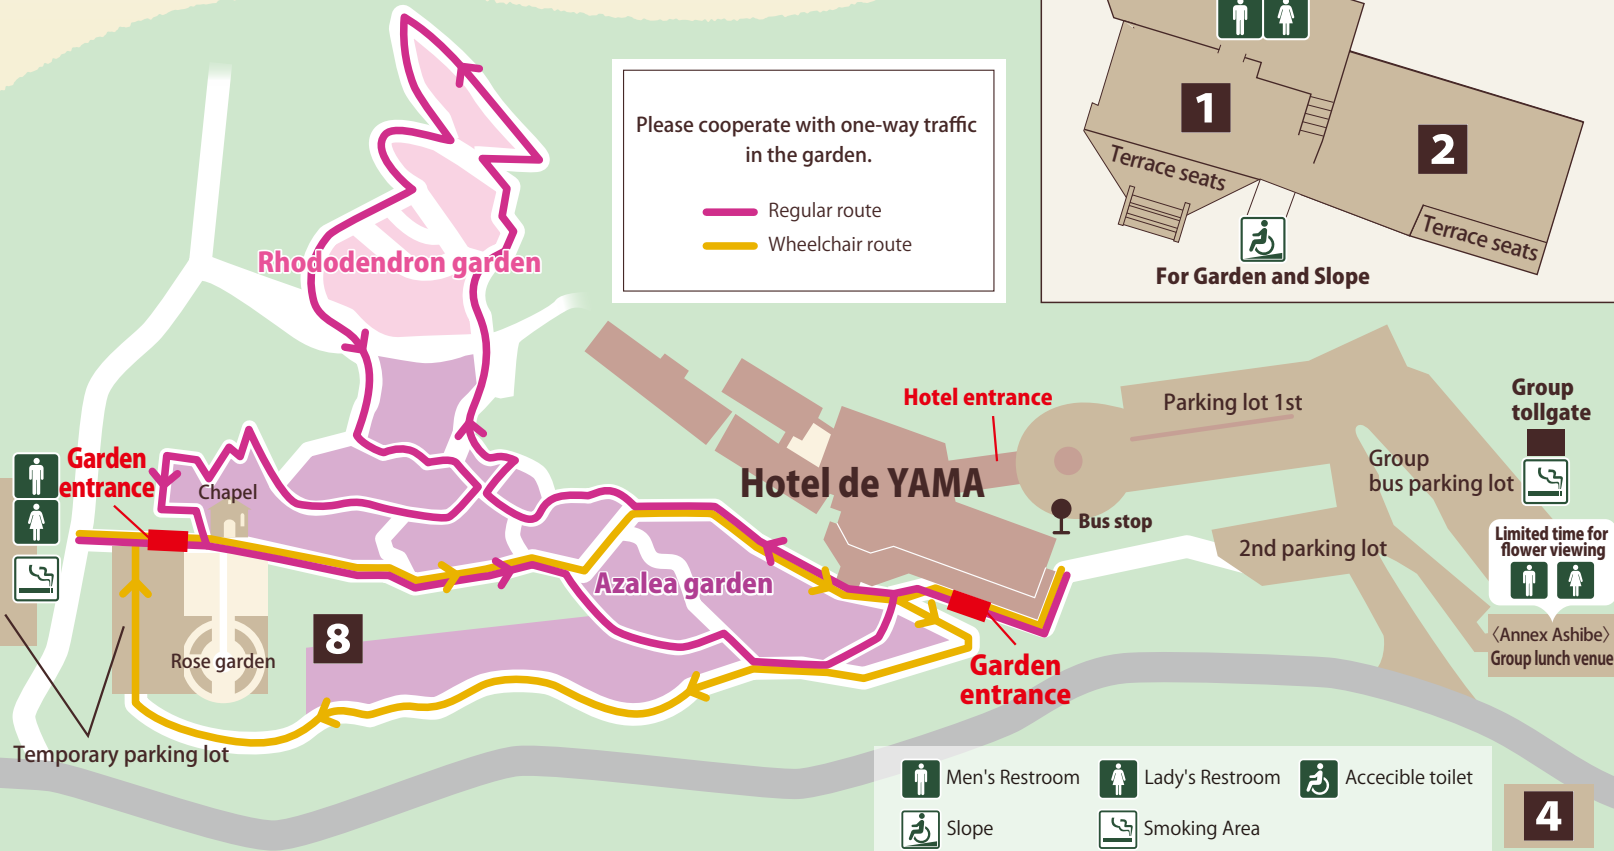 1
2
Terrace seats
Terrace seats
For Garden and Slope
Please cooperate with one-way traffic
in the garden.
Regular route
Wheelchair route
Rhododendron garden
Hotel entrance
Parking lot 1st
Group
tollgate
Group
bus parking lot
Hotel de YAMA
Bus stop
2nd parking lot
Limited time for
flower viewing
〈Annex Ashibe〉
Group lunch venue
Garden
entrance
Chapel
Azalea garden
8
Rose garden
Garden
entrance
Temporary parking lot
Men's Restroom
Lady's Restroom
Accecible toilet
Slope
Smoking Area
4